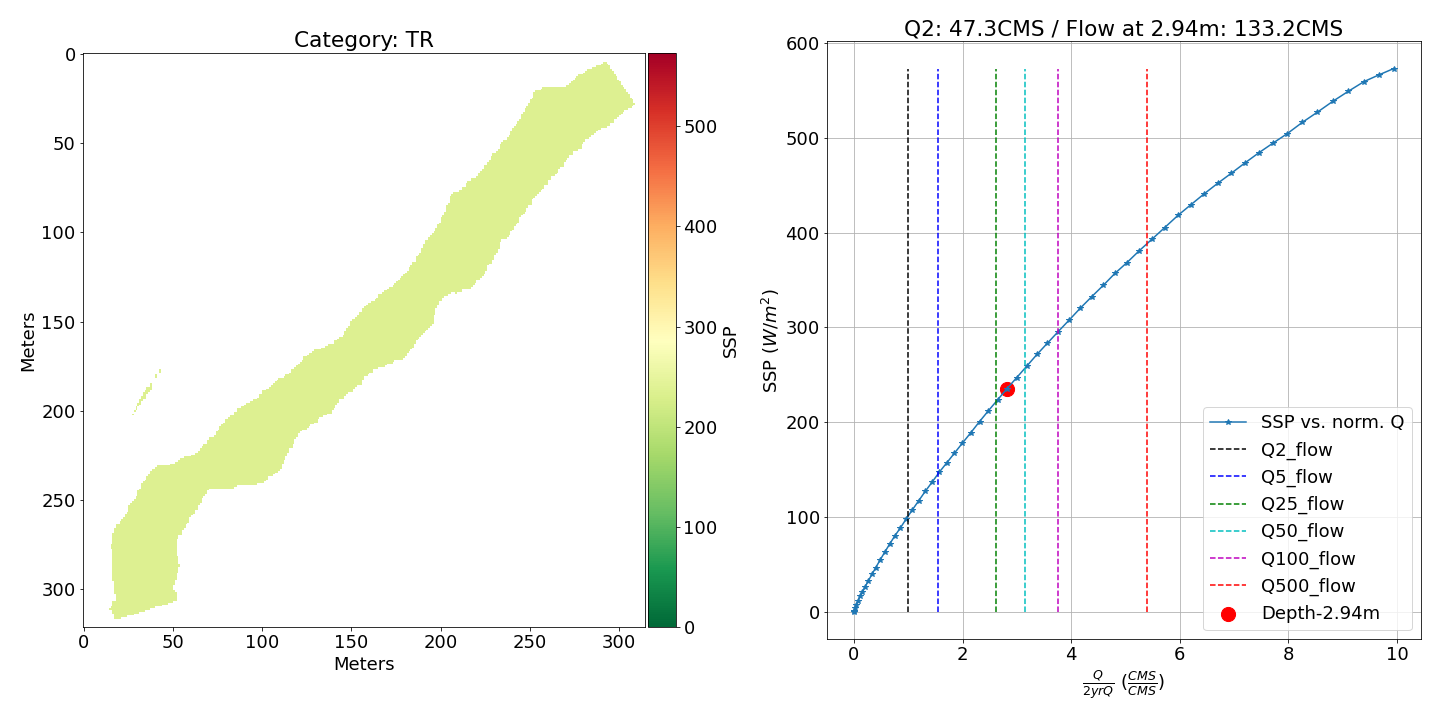 Category: TR
0
50
100
150
200
250
300
Meters
0
50
100
150
200
250
300
Meters
500
400
300
200
100
0
SSP
Q2: 47.3CMS / Flow at 2.94m: 133.2CMS
600
500
400
300
200
100
0
SSP (W/m²)
0
2
4
6
8
10
Q/2yrQ (CMS/CMS)
SSP vs. norm. Q
Q2_flow
Q5_flow
Q25_flow
Q50_flow
Q100_flow
Q500_flow
Depth-2.94m